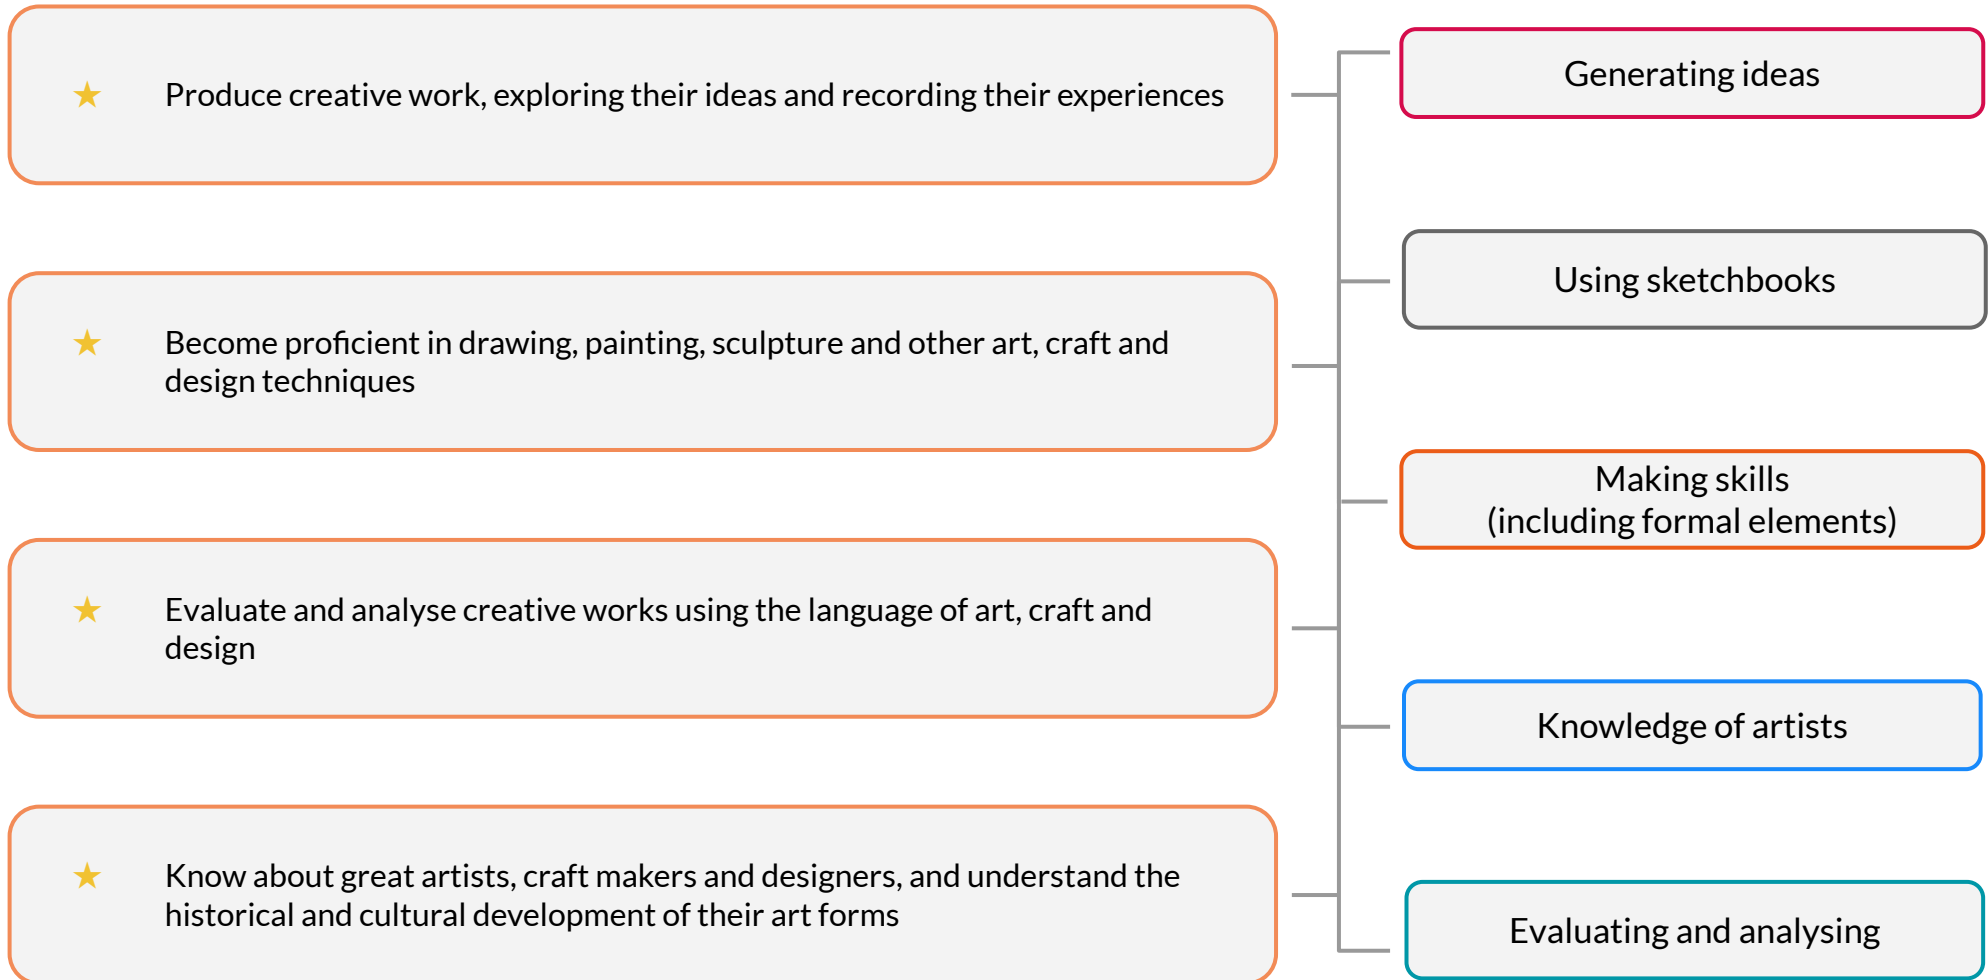 Produce creative work, exploring their ideas and recording their experiences
Become proficient in drawing, painting, sculpture and other art, craft and
design techniques
Evaluate and analyse creative works using the language of art, craft and
design
Know about great artists, craft makers and designers, and understand the
historical and cultural development of their art forms
Generating ideas
Using sketchbooks
Making skills
(including formal elements)
Knowledge of artists
Evaluating and analysing